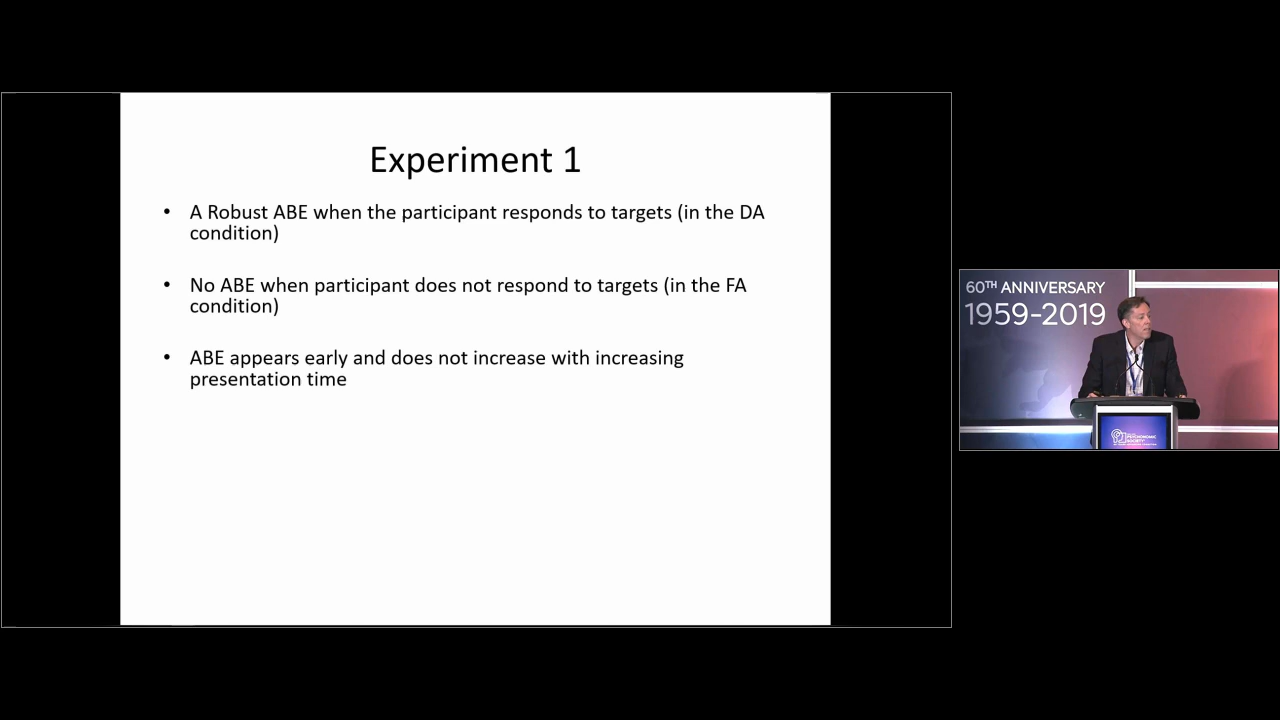 Experiment 1
• A Robust ABE when the participant responds to targets (in the DA
condition)
• No ABE when participant does not respond to targets (in the FA
condition)
• ABE appears early and does not increase with increasing
presentation time
60TH ANNIVERSARY
1959-2019
PSYCHONOMIC
SOCIETY